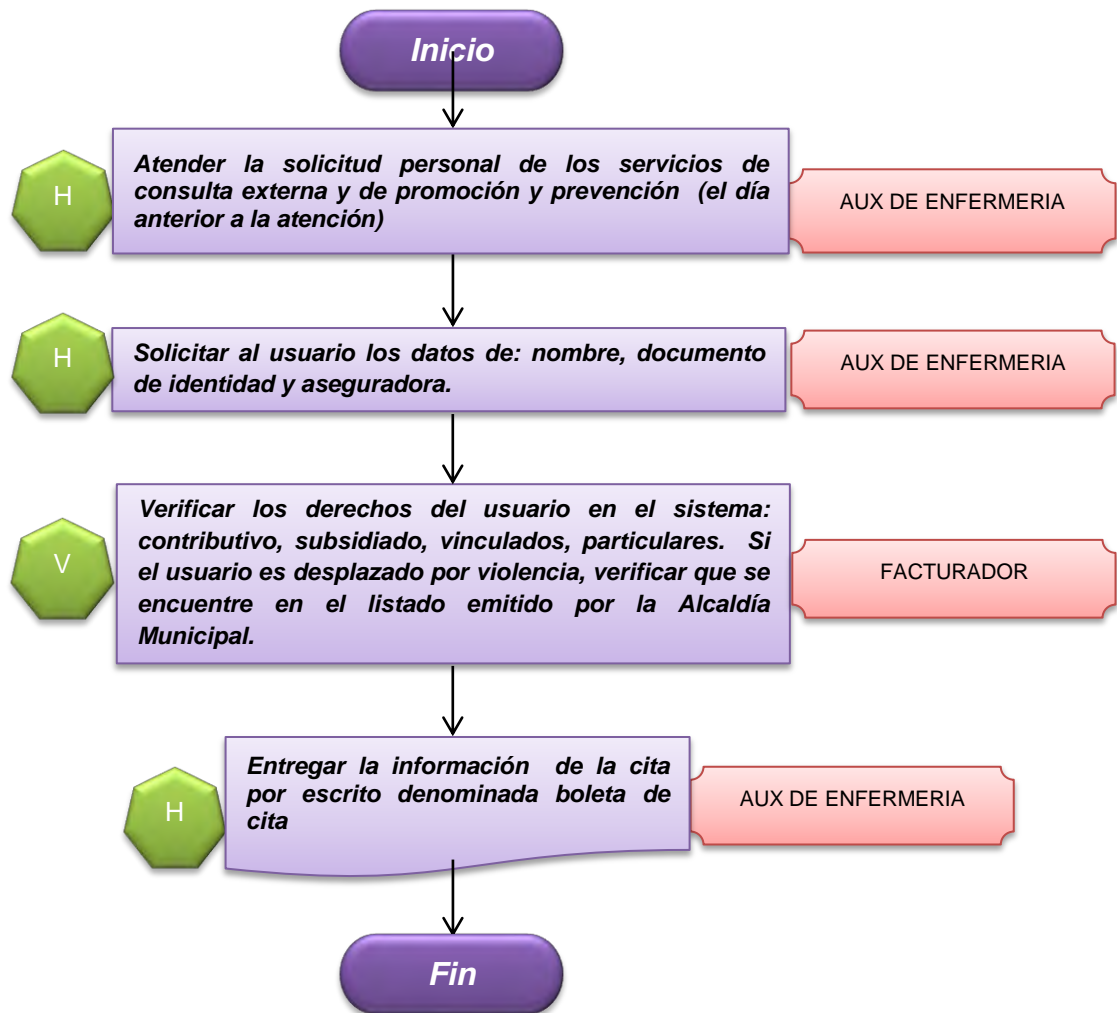 Inicio
H
Atender la solicitud personal de los servicios de
consulta externa y de promoción y prevención (el día
anterior a la atención)
AUX DE ENFERMERIA
H
Solicitar al usuario los datos de: nombre, documento
de identidad y aseguradora.
AUX DE ENFERMERIA
V
Verificar los derechos del usuario en el sistema:
contributivo, subsidiado, vinculados, particulares. Si
el usuario es desplazado por violencia, verificar que se
encuentre en el listado emitido por la Alcaldía
Municipal.
FACTURADOR
H
Entregar la información de la cita
por escrito denominada boleta de
cita
AUX DE ENFERMERIA
Fin